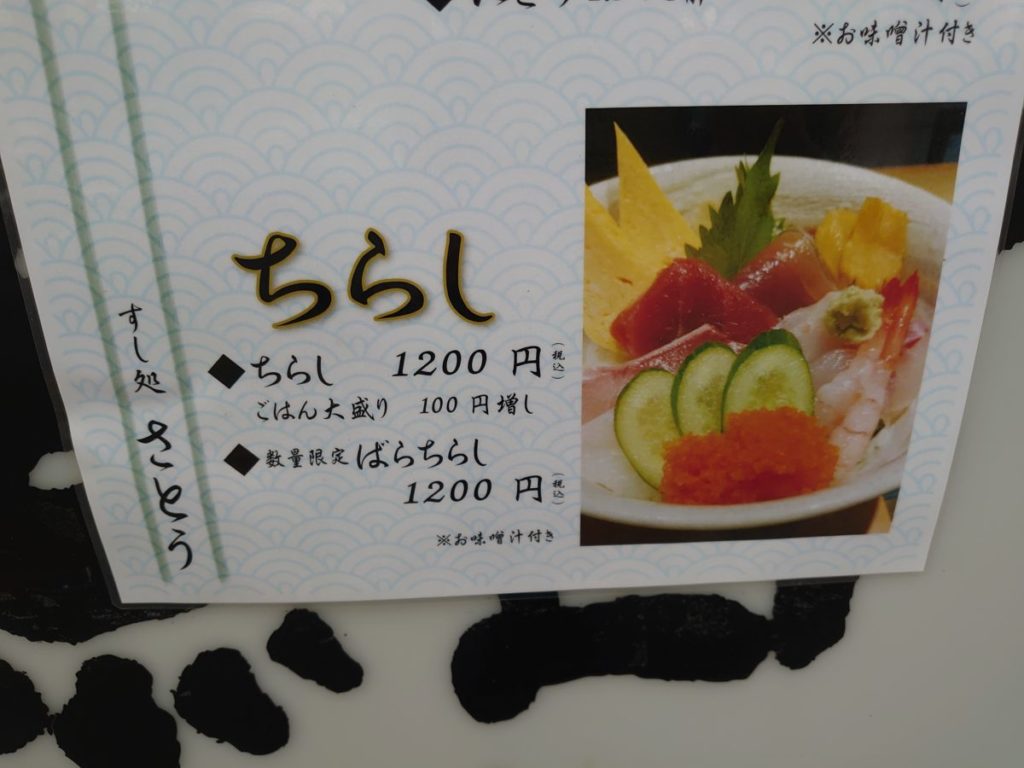 ※お味噌汁付き
ちらし
◆ちらし 1200 円(税込)
ごはん大盛り 100 円増し
◆数量限定 ばらちらし
1200 円(税込)
※お味噌汁付き
すし処 さとう